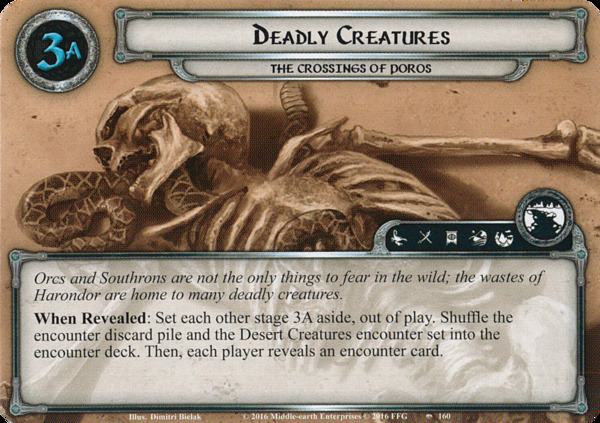 3A
Deadly Creatures
The Crossings of Poros
Orcs and Southrons are not the only things to fear in the wild; the wastes of
Harondor are home to many deadly creatures.
When Revealed: Set each other stage 3A aside, out of play. Shuffle the
encounter discard pile and the Desert Creatures encounter set into the
encounter deck. Then, each player reveals an encounter card.
Illus. Dimitri Bielak © 2016 Middle-earth Enterprises © 2016 FFG 160